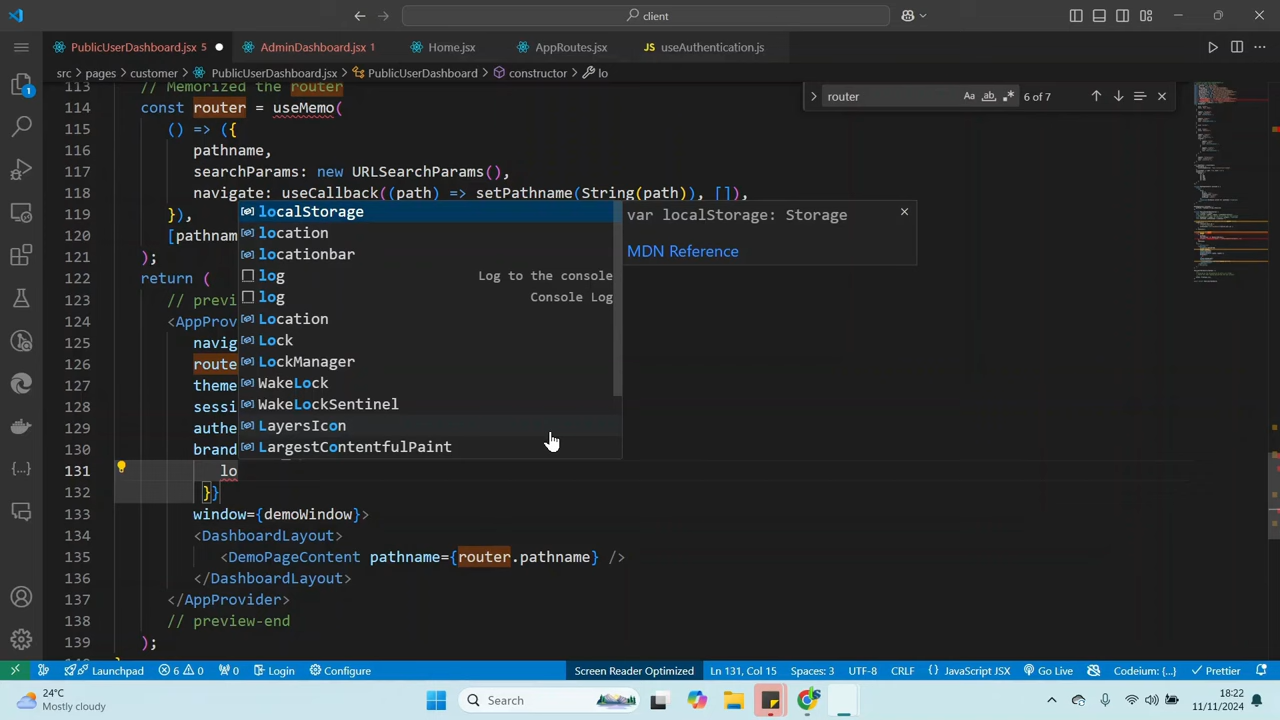 client
PublicUserDashboard.jsx 5
AdminDashboard.jsx 1
Home.jsx
AppRoutes.jsx
JS useAuthentication.js
src > pages > customer > PublicUserDashboard.jsx > PublicUserDashboard > constructor > lo
router
Aa ab .* 6 of 7
113 // Memorized the router
114 const router = useMemo(
115 () => ({
116 pathname,
117 searchParams: new URLSearchParams(),
118 navigate: useCallback((path) => setPathname(String(path)), []),
119 }),
120 [pathnam
121 );
122 return (
123 // previ
124 <AppProv
125 navig
126 route
127 theme
128 sessi
129 authe
130 brand
131 lo
132 }}
133 window={demoWindow}>
134 <DashboardLayout>
135 <DemoPageContent pathname={router.pathname} />
136 </DashboardLayout>
137 </AppProvider>
138 // preview-end
139 );
localStorage
location
locationbar
log Log to the console
log Console Log
Location
Lock
LockManager
WakeLock
WakeLockSentinel
LayersIcon
LargestContentfulPaint
var localStorage: Storage
MDN Reference
1
Launchpad 6 0 0 Login Configure Screen Reader Optimized Ln 131, Col 15 Spaces: 3 UTF-8 CRLF {} JavaScript JSX Go Live Codeium: {...} Prettier
24°C
Mostly cloudy
Search
18:22
11/11/2024